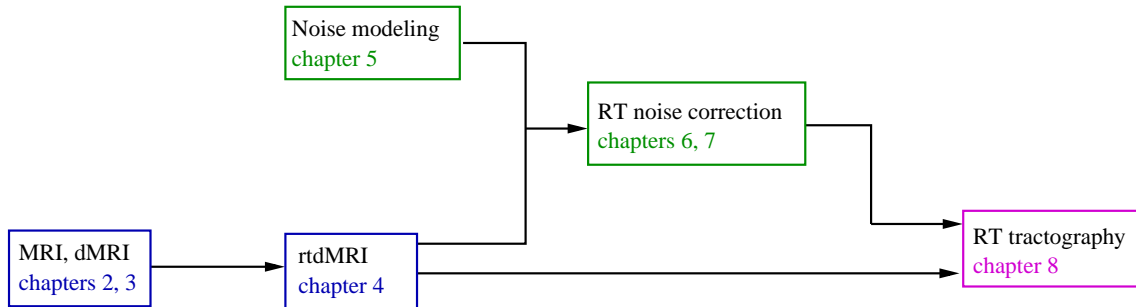 Noise modeling
chapter 5
RT noise correction
chapters 6, 7
MRI, dMRI
chapters 2, 3
rtdMRI
chapter 4
RT tractography
chapter 8